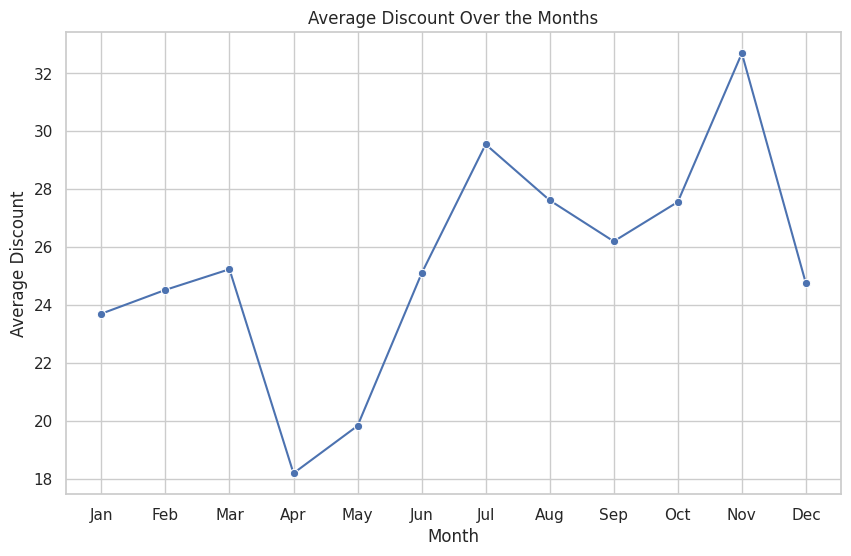 Average Discount Over the Months
Average Discount
32
30
28
26
24
22
20
18
Jan Feb Mar Apr May Jun Jul Aug Sep Oct Nov Dec
Month